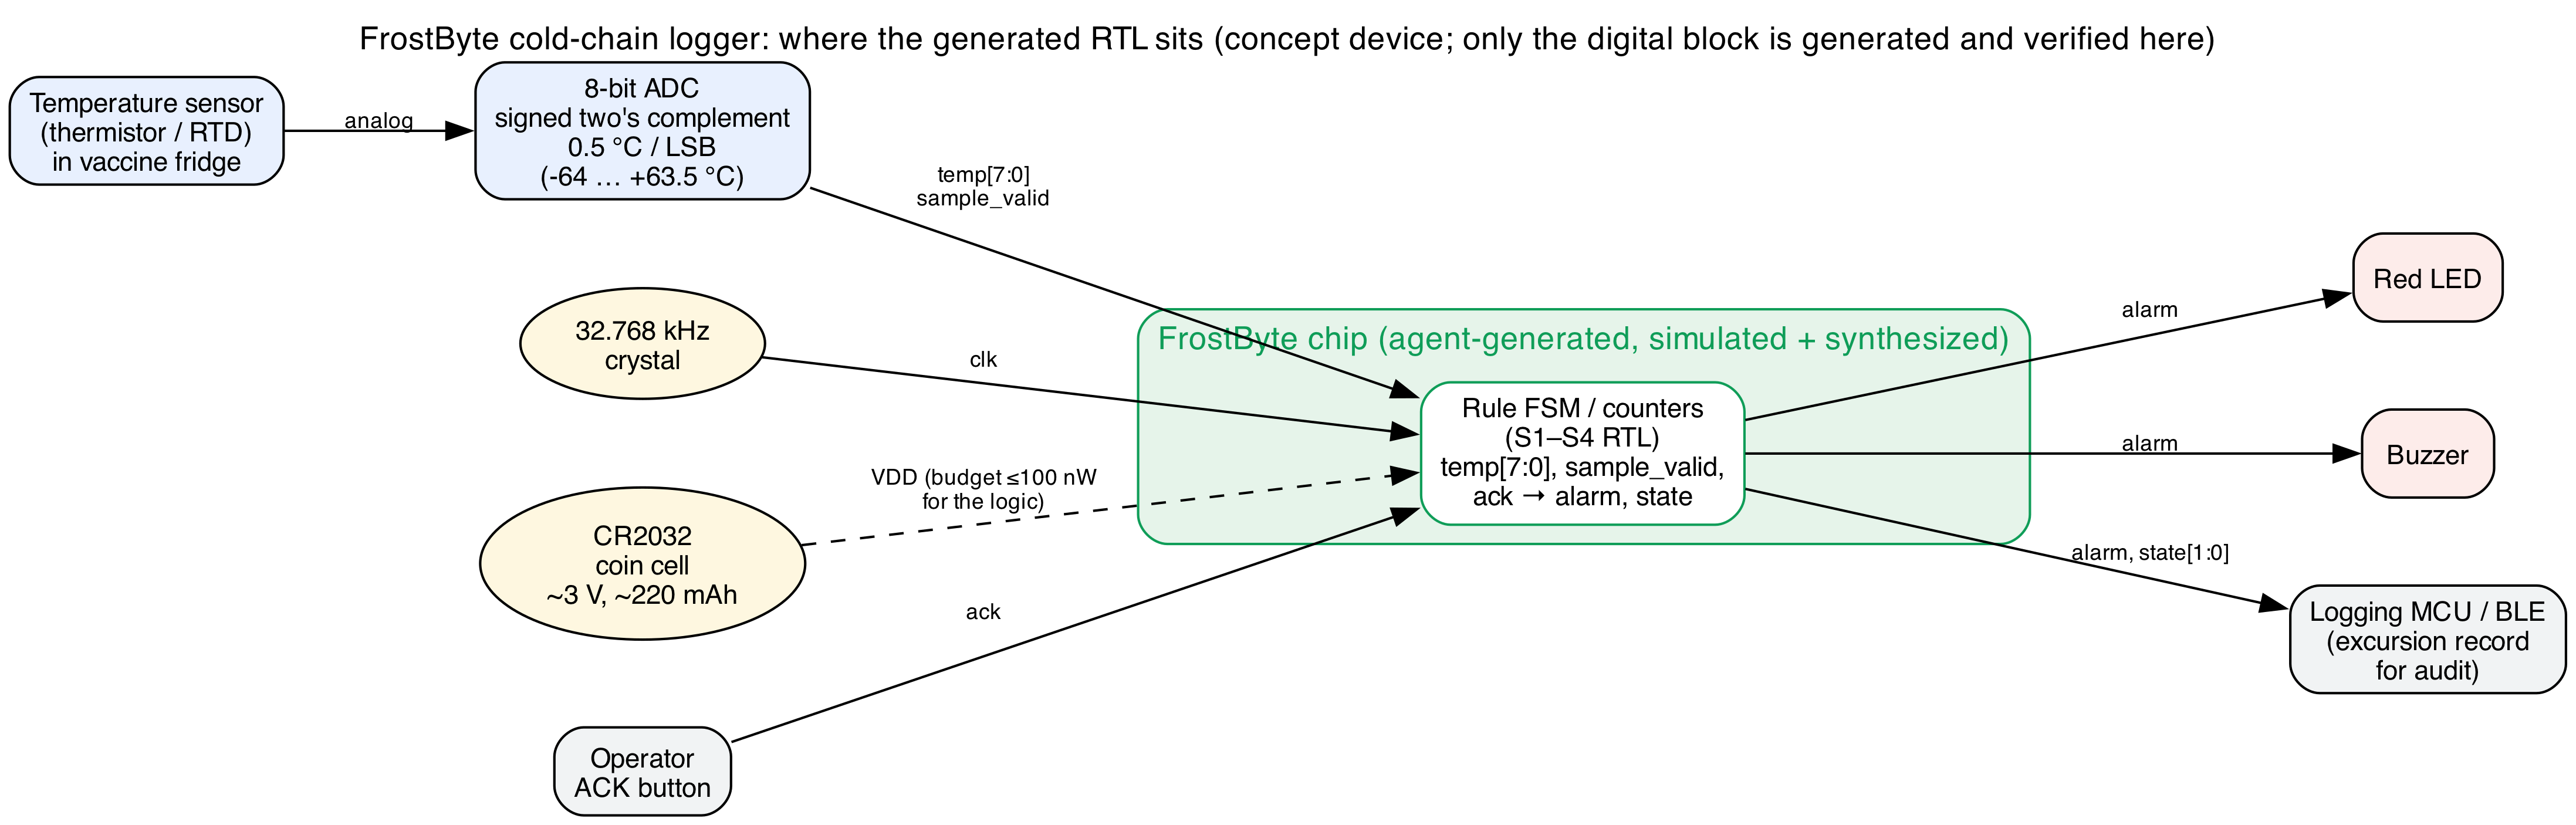 FrostByte cold-chain logger: where the generated RTL sits (concept device; only the digital block is generated and verified here)
Temperature sensor
(thermistor / RTD)
in vaccine fridge
analog
8-bit ADC
signed two's complement
0.5 °C / LSB
(-64 … +63.5 °C)
temp[7:0]
sample_valid
32.768 kHz
crystal
clk
CR2032
coin cell
~3 V, ~220 mAh
VDD (budget ≤100 nW
for the logic)
Operator
ACK button
ack
FrostByte chip (agent-generated, simulated + synthesized)
Rule FSM / counters
(S1–S4 RTL)
temp[7:0], sample_valid,
ack → alarm, state
alarm
Red LED
alarm
Buzzer
alarm, state[1:0]
Logging MCU / BLE
(excursion record
for audit)